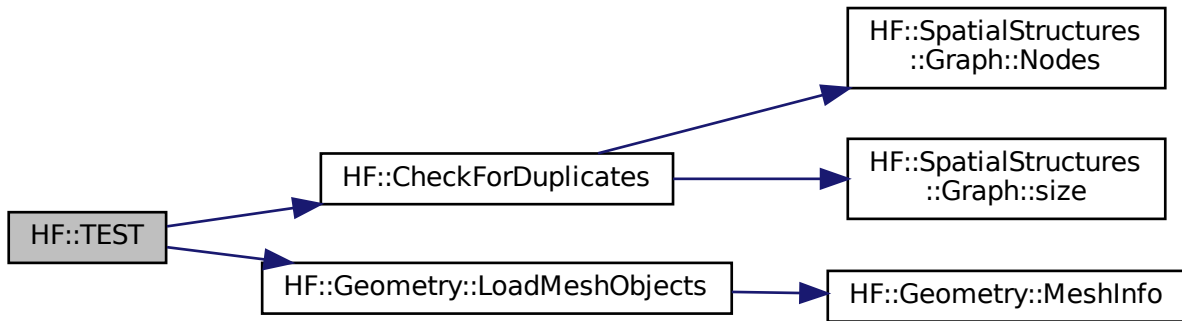 HF::TEST
HF::CheckForDuplicates
HF::SpatialStructures
::Graph::Nodes
HF::SpatialStructures
::Graph::size
HF::Geometry::LoadMeshObjects
HF::Geometry::MeshInfo